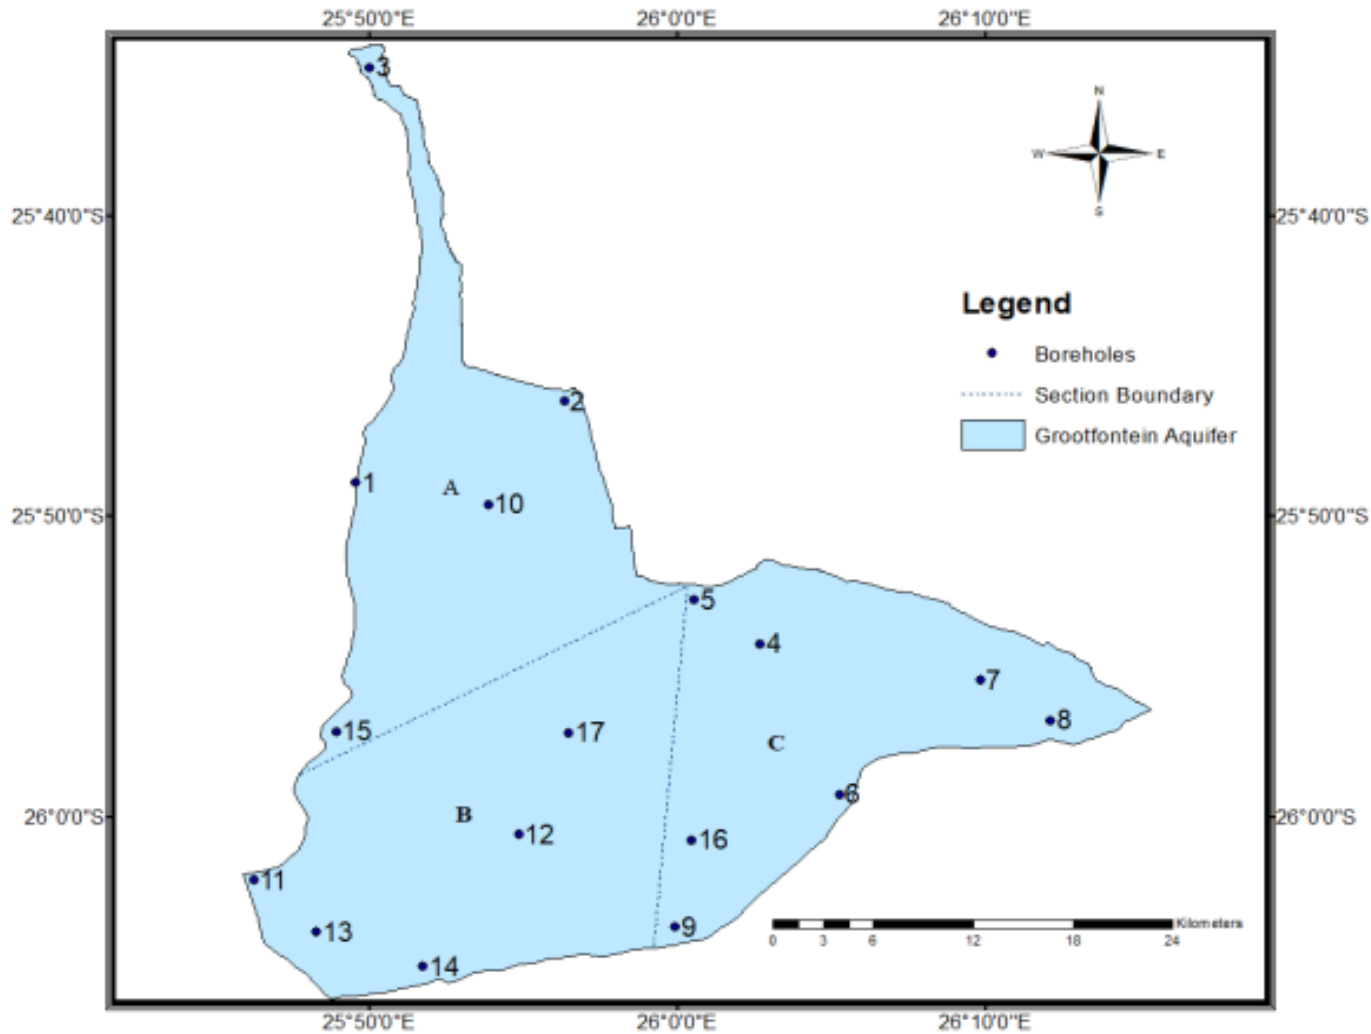 25°50'0"E 26°0'0"E 26°10'0"E
3
N
W E
S
25°40'0"S 25°40'0"S
Legend
Boreholes
Section Boundary
Grootfontein Aquifer
2
1 A 10
25°50'0"S 25°50'0"S
5
4
7
8
15 17 C
6
B 12 16
26°0'0"S 26°0'0"S
11
13 9
14
Kilometers
0 3 6 12 18 24
25°50'0"E 26°0'0"E 26°10'0"E